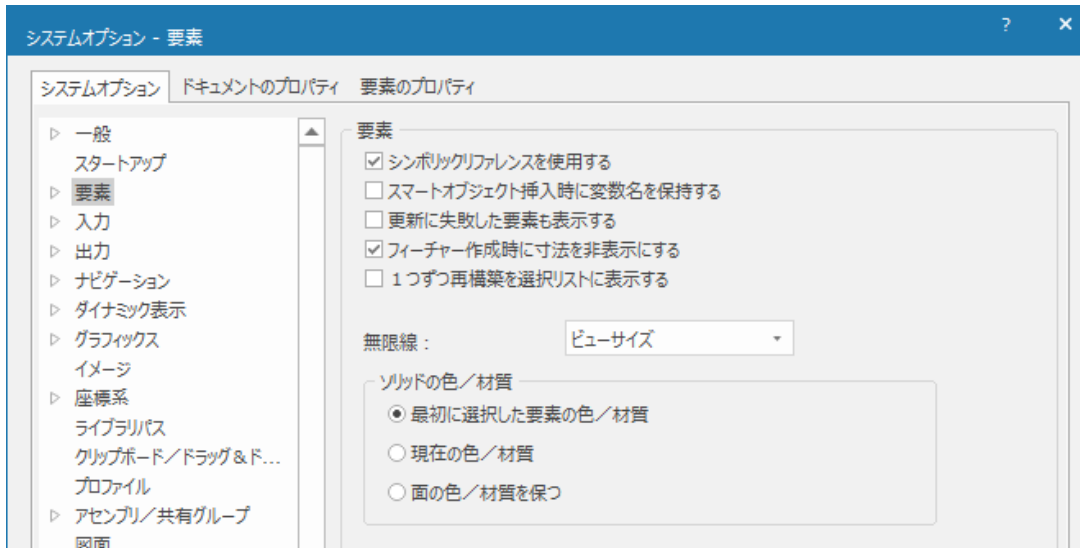 システムオプション - 要素
?
×
システムオプション ドキュメントのプロパティ 要素のプロパティ
一般
スタートアップ
要素
入力
出力
ナビゲーション
ダイナミック表示
グラフィックス
イメージ
座標系
ライブラリパス
クリップボード／ドラッグ＆ド...
プロファイル
アセンブリ／共有グループ
図面
要素
シンボリックリファレンスを使用する
スマートオブジェクト挿入時に変数名を保持する
更新に失敗した要素も表示する
フィーチャー作成時に寸法を非表示にする
１つずつ再構築を選択リストに表示する
無限線： ビューサイズ
ソリッドの色／材質
最初に選択した要素の色／材質
現在の色／材質
面の色／材質を保つ